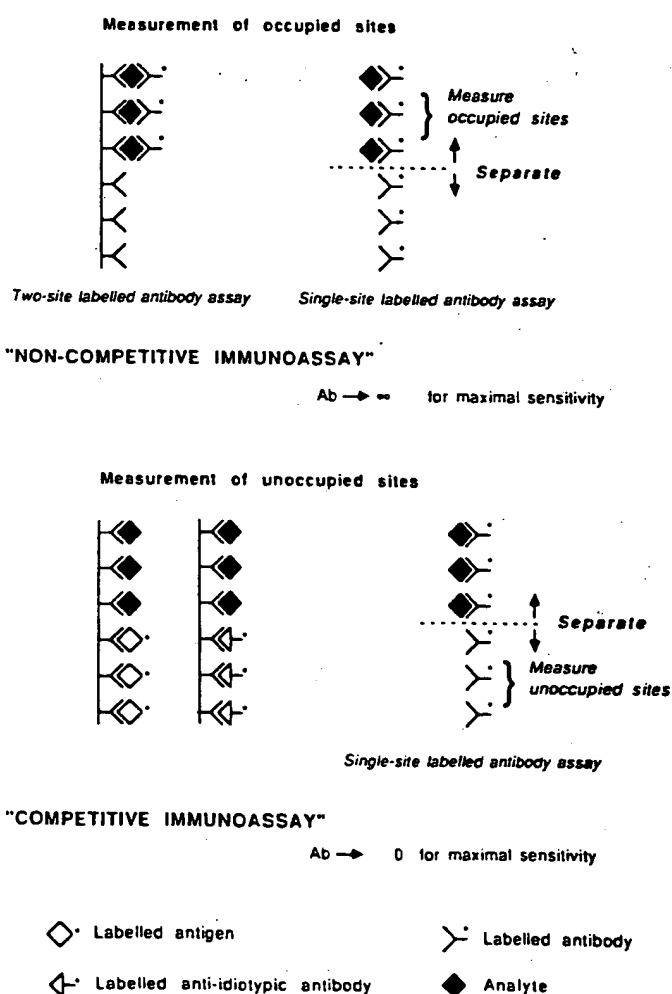 Measurement of occupied sites
Measure
occupied sites
Separate
Two-site labelled antibody assay
Single-site labelled antibody assay
"NON-COMPETITIVE IMMUNOASSAY"
Ab → ∞ for maximal sensitivity
Measurement of unoccupied sites
Separate
Measure
unoccupied sites
Single-site labelled antibody assay
"COMPETITIVE IMMUNOASSAY"
Ab → 0 for maximal sensitivity
Labelled antigen
Labelled antibody
Labelled anti-idiotypic antibody
Analyte